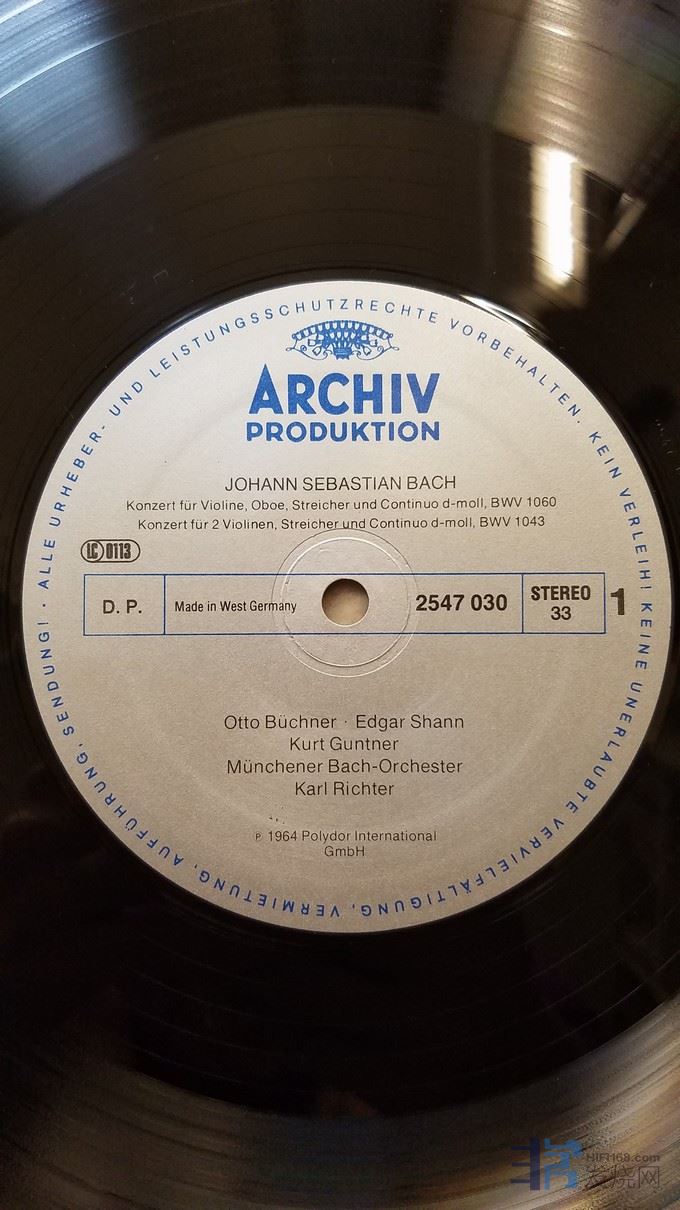 ALLE URHEBER- UND LEISTUNGSSCHUTZRECHTE VORBEHALTEN. KEIN VERLEIH! KEINE UNERLAUBTE VERVIELFÄLTIGUNG, VERMIETUNG, AUFFÜHRUNG, SENDUNG! ·
ARCHIV
PRODUKTION
JOHANN SEBASTIAN BACH
Konzert für Violine, Oboe, Streicher und Continuo d-moll, BWV 1060
Konzert für 2 Violinen, Streicher und Continuo d-moll, BWV 1043
LC 0113
D. P.
Made in West Germany
2547 030
STEREO
33
1
Otto Büchner · Edgar Shann
Kurt Guntner
Münchener Bach-Orchester
Karl Richter
℗ 1964 Polydor International
GmbH
HIFI168.com
发烧网